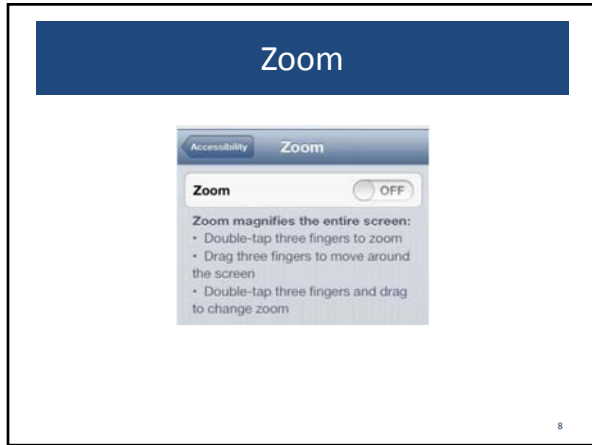 Zoom
Accessibility
Zoom
Zoom OFF
Zoom magnifies the entire screen:
• Double-tap three fingers to zoom
• Drag three fingers to move around
the screen
• Double-tap three fingers and drag
to change zoom
8